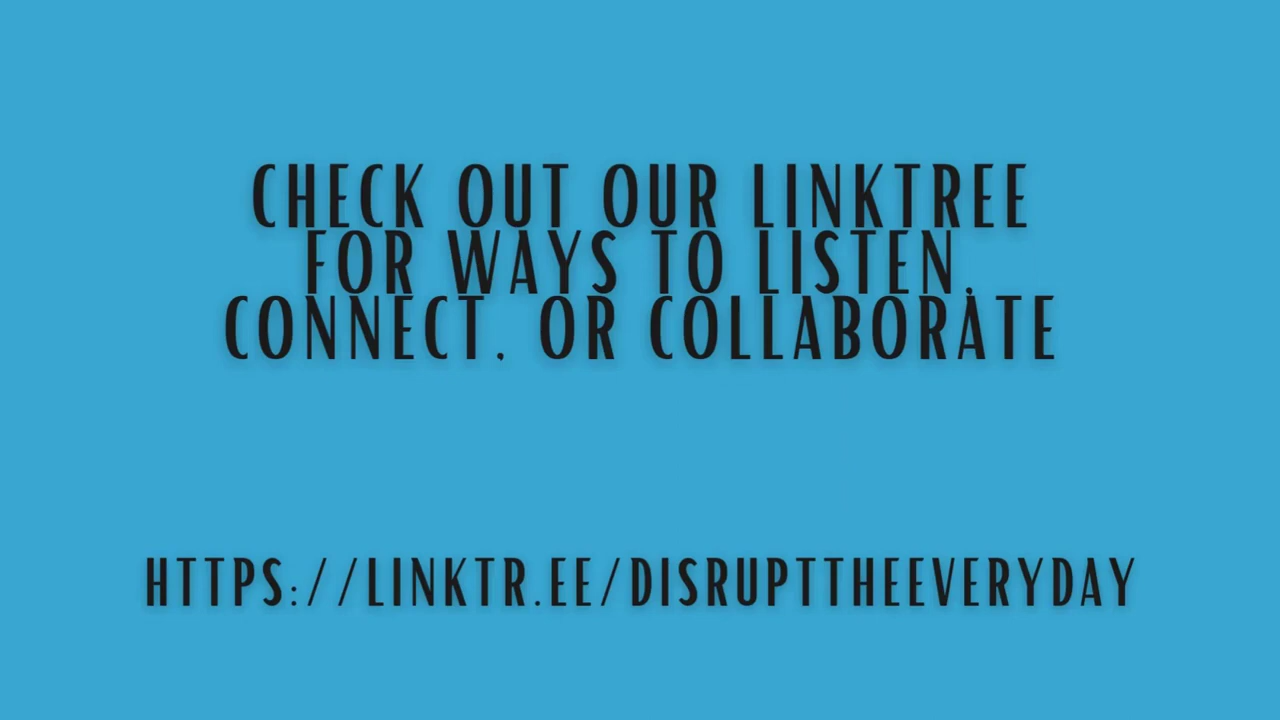 CHECK OUT OUR LINKTREE
FOR WAYS TO LISTEN,
CONNECT, OR COLLABORATE
HTTPS://LINKTR.EE/DISRUPTTHEEVERYDAY